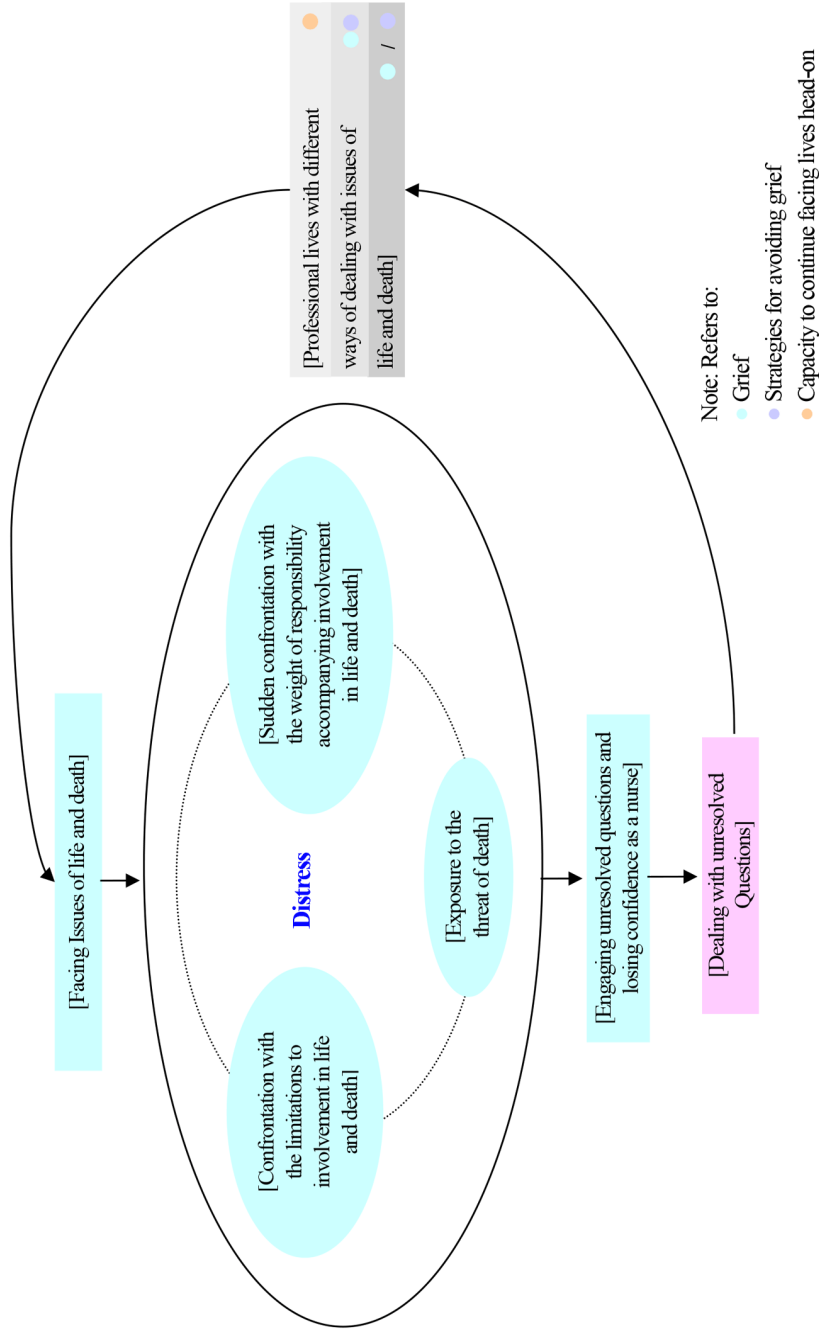 [Facing Issues of life and death]
[Confrontation with
the limitations to
involvement in life
and death]
Distress
[Sudden confrontation with
the weight of responsibility
accompanying involvement
in life and death]
[Exposure to the
threat of death]
[Engaging unresolved questions and
losing confidence as a nurse]
[Dealing with unresolved
Questions]
[Professional lives with different
ways of dealing with issues of
life and death]
/
Note: Refers to:
Grief
Strategies for avoiding grief
Capacity to continue facing lives head-on